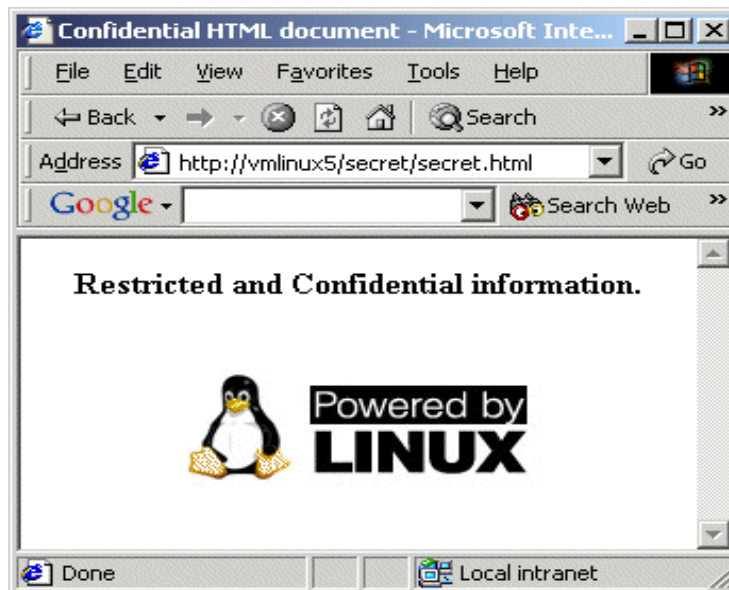 Confidential HTML document - Microsoft Inte...
File Edit View Favorites Tools Help
Back Search »
Address http://vmlinux5/secret/secret.html Go
Google Search Web »
Restricted and Confidential information.
Powered by
LINUX
Done Local intranet